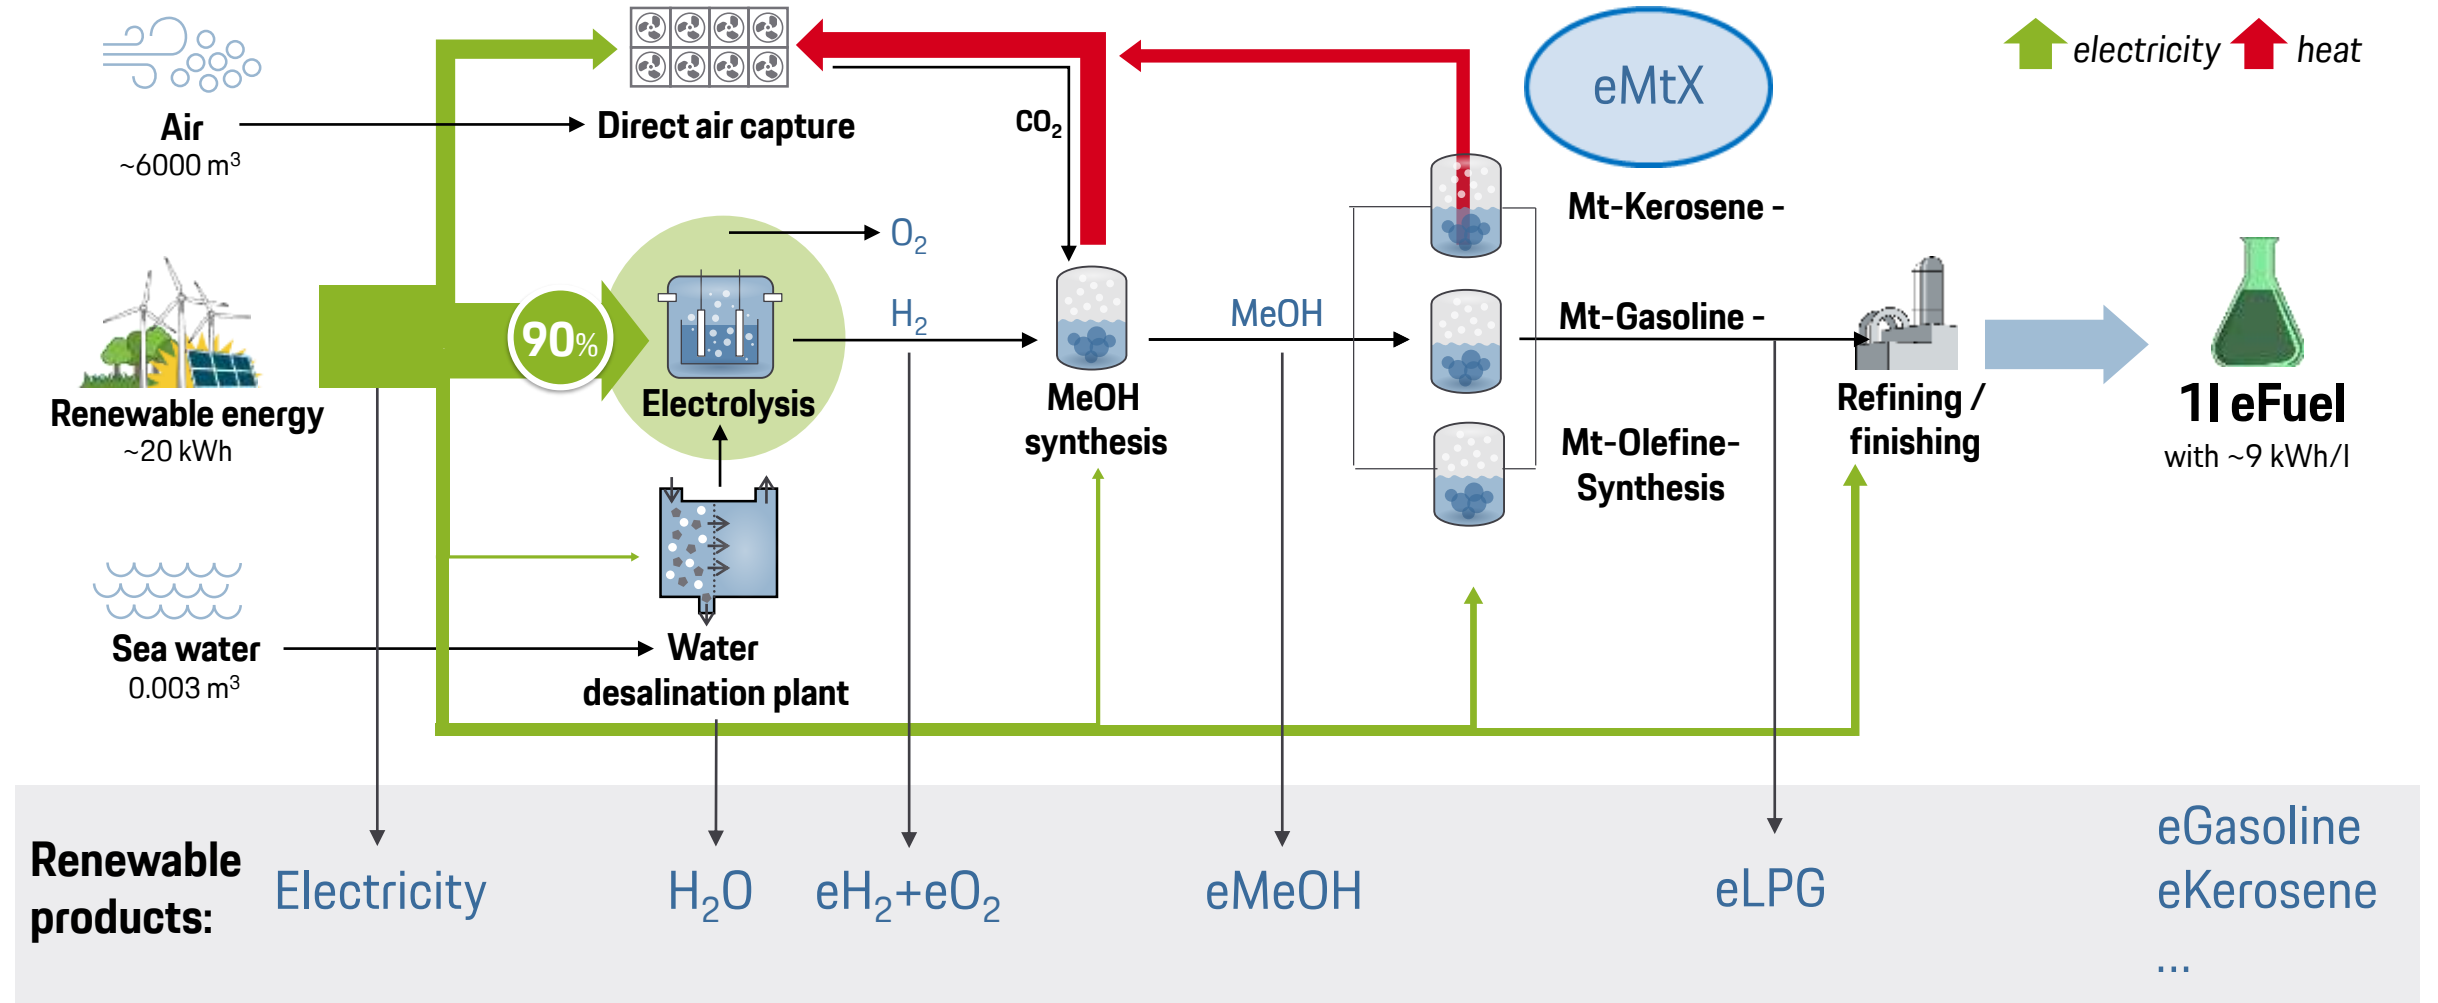 electricity
heat
eMtX
Air
~6000 m³
Direct air capture
CO₂
Mt-Kerosene -
O₂
H₂
90%
Electrolysis
Renewable energy
~20 kWh
MeOH
synthesis
MeOH
Mt-Gasoline -
Mt-Olefine-
Synthesis
Refining /
finishing
1l eFuel
with ~9 kWh/l
Sea water
0.003 m³
Water
desalination plant
Renewable
products:
Electricity
H₂O
eH₂+eO₂
eMeOH
eLPG
eGasoline
eKerosene
...